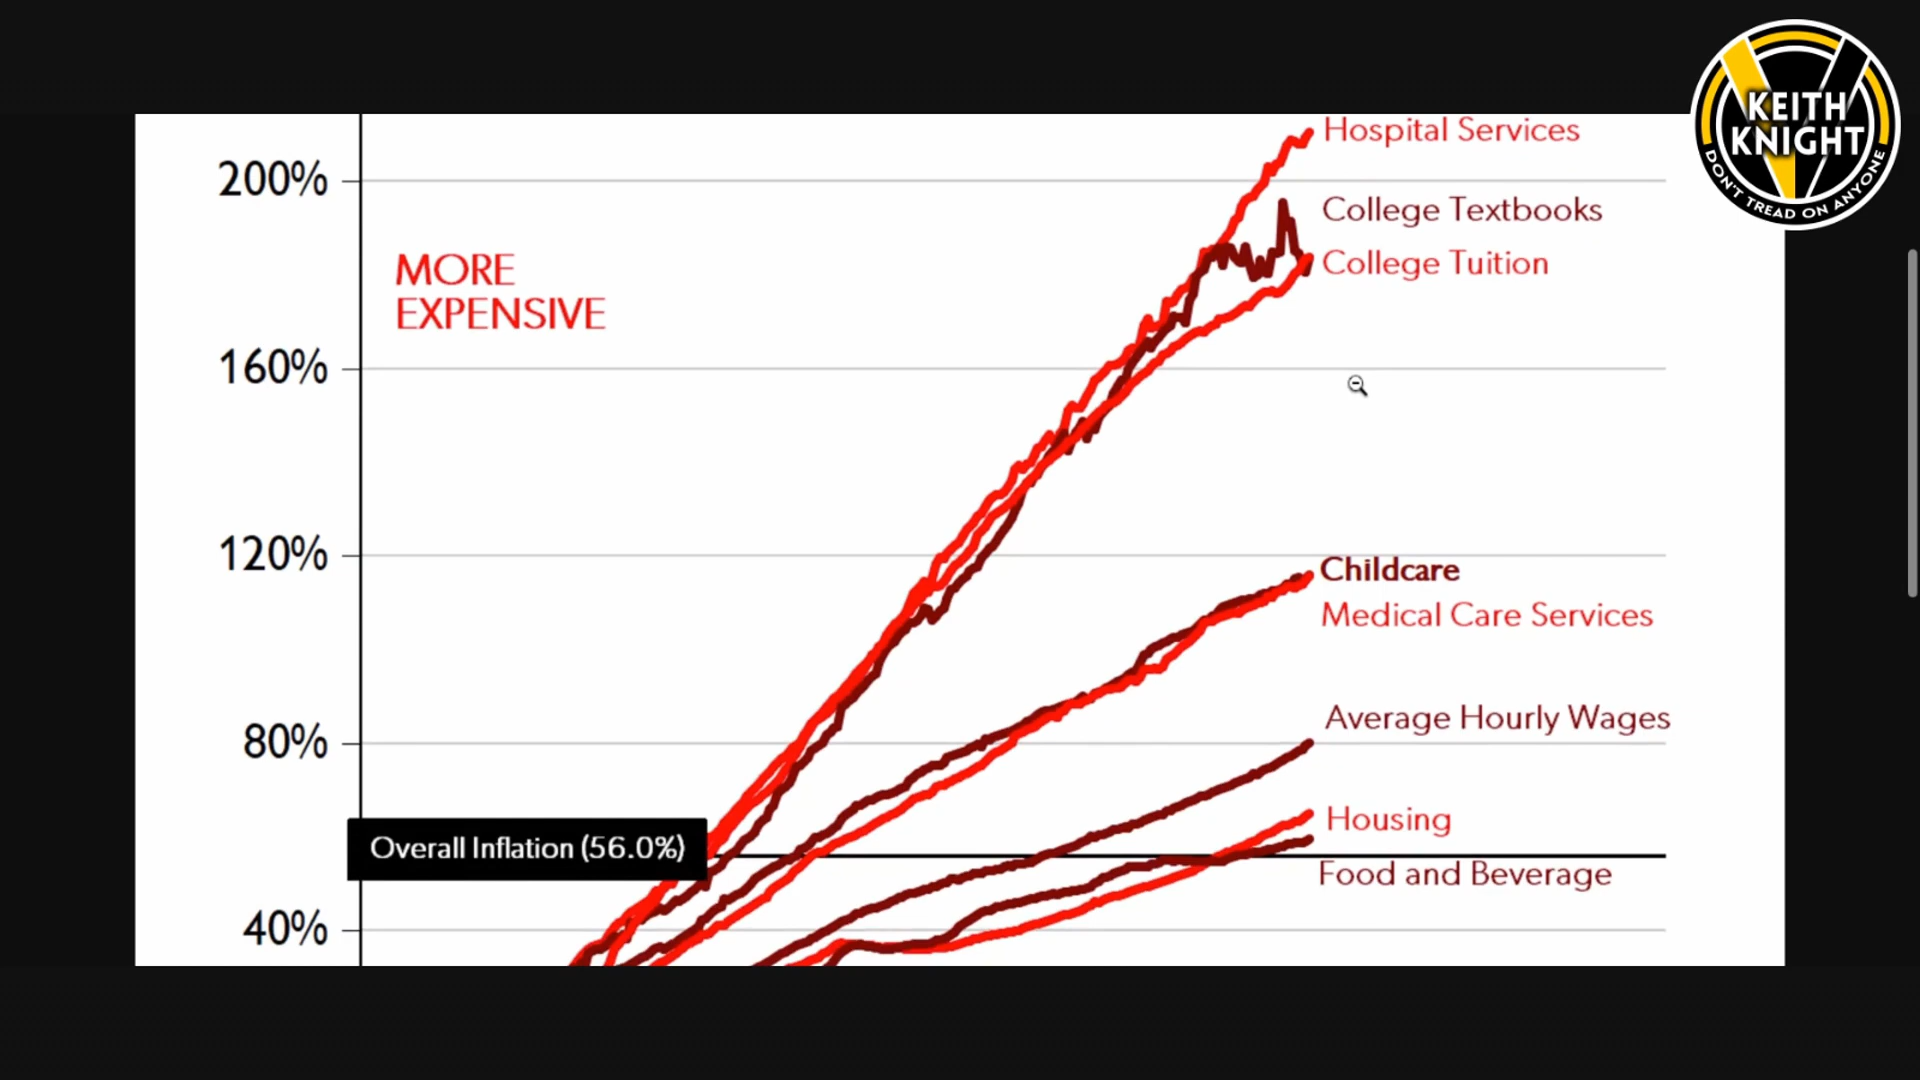 KEITH
KNIGHT
DON'T TREAD ON ANYONE
Hospital Services
200%
College Textbooks
MORE
EXPENSIVE
College Tuition
160%
120%
Childcare
Medical Care Services
Average Hourly Wages
80%
Housing
Overall Inflation (56.0%)
Food and Beverage
40%